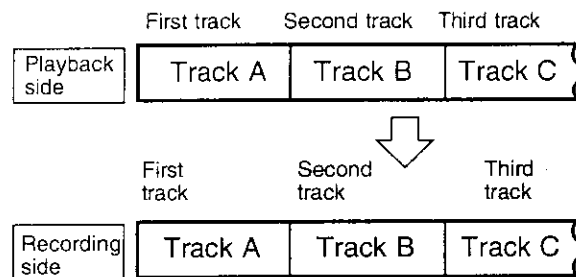 First track Second track Third track
Playback side
Track A Track B Track C
First track Second track Third track
Recording side
Track A Track B Track C